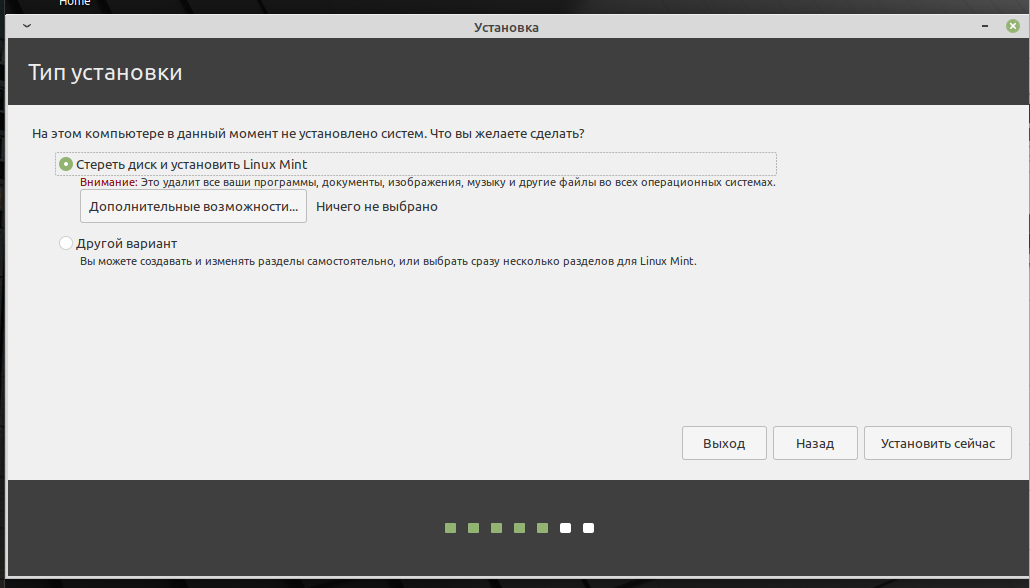 Home
Установка
Тип установки
На этом компьютере в данный момент не установлено систем. Что вы желаете сделать?
Стереть диск и установить Linux Mint
Внимание: Это удалит все ваши программы, документы, изображения, музыку и другие файлы во всех операционных системах.
Дополнительные возможности... Ничего не выбрано
Другой вариант
Вы можете создавать и изменять разделы самостоятельно, или выбрать сразу несколько разделов для Linux Mint.
Выход Назад Установить сейчас